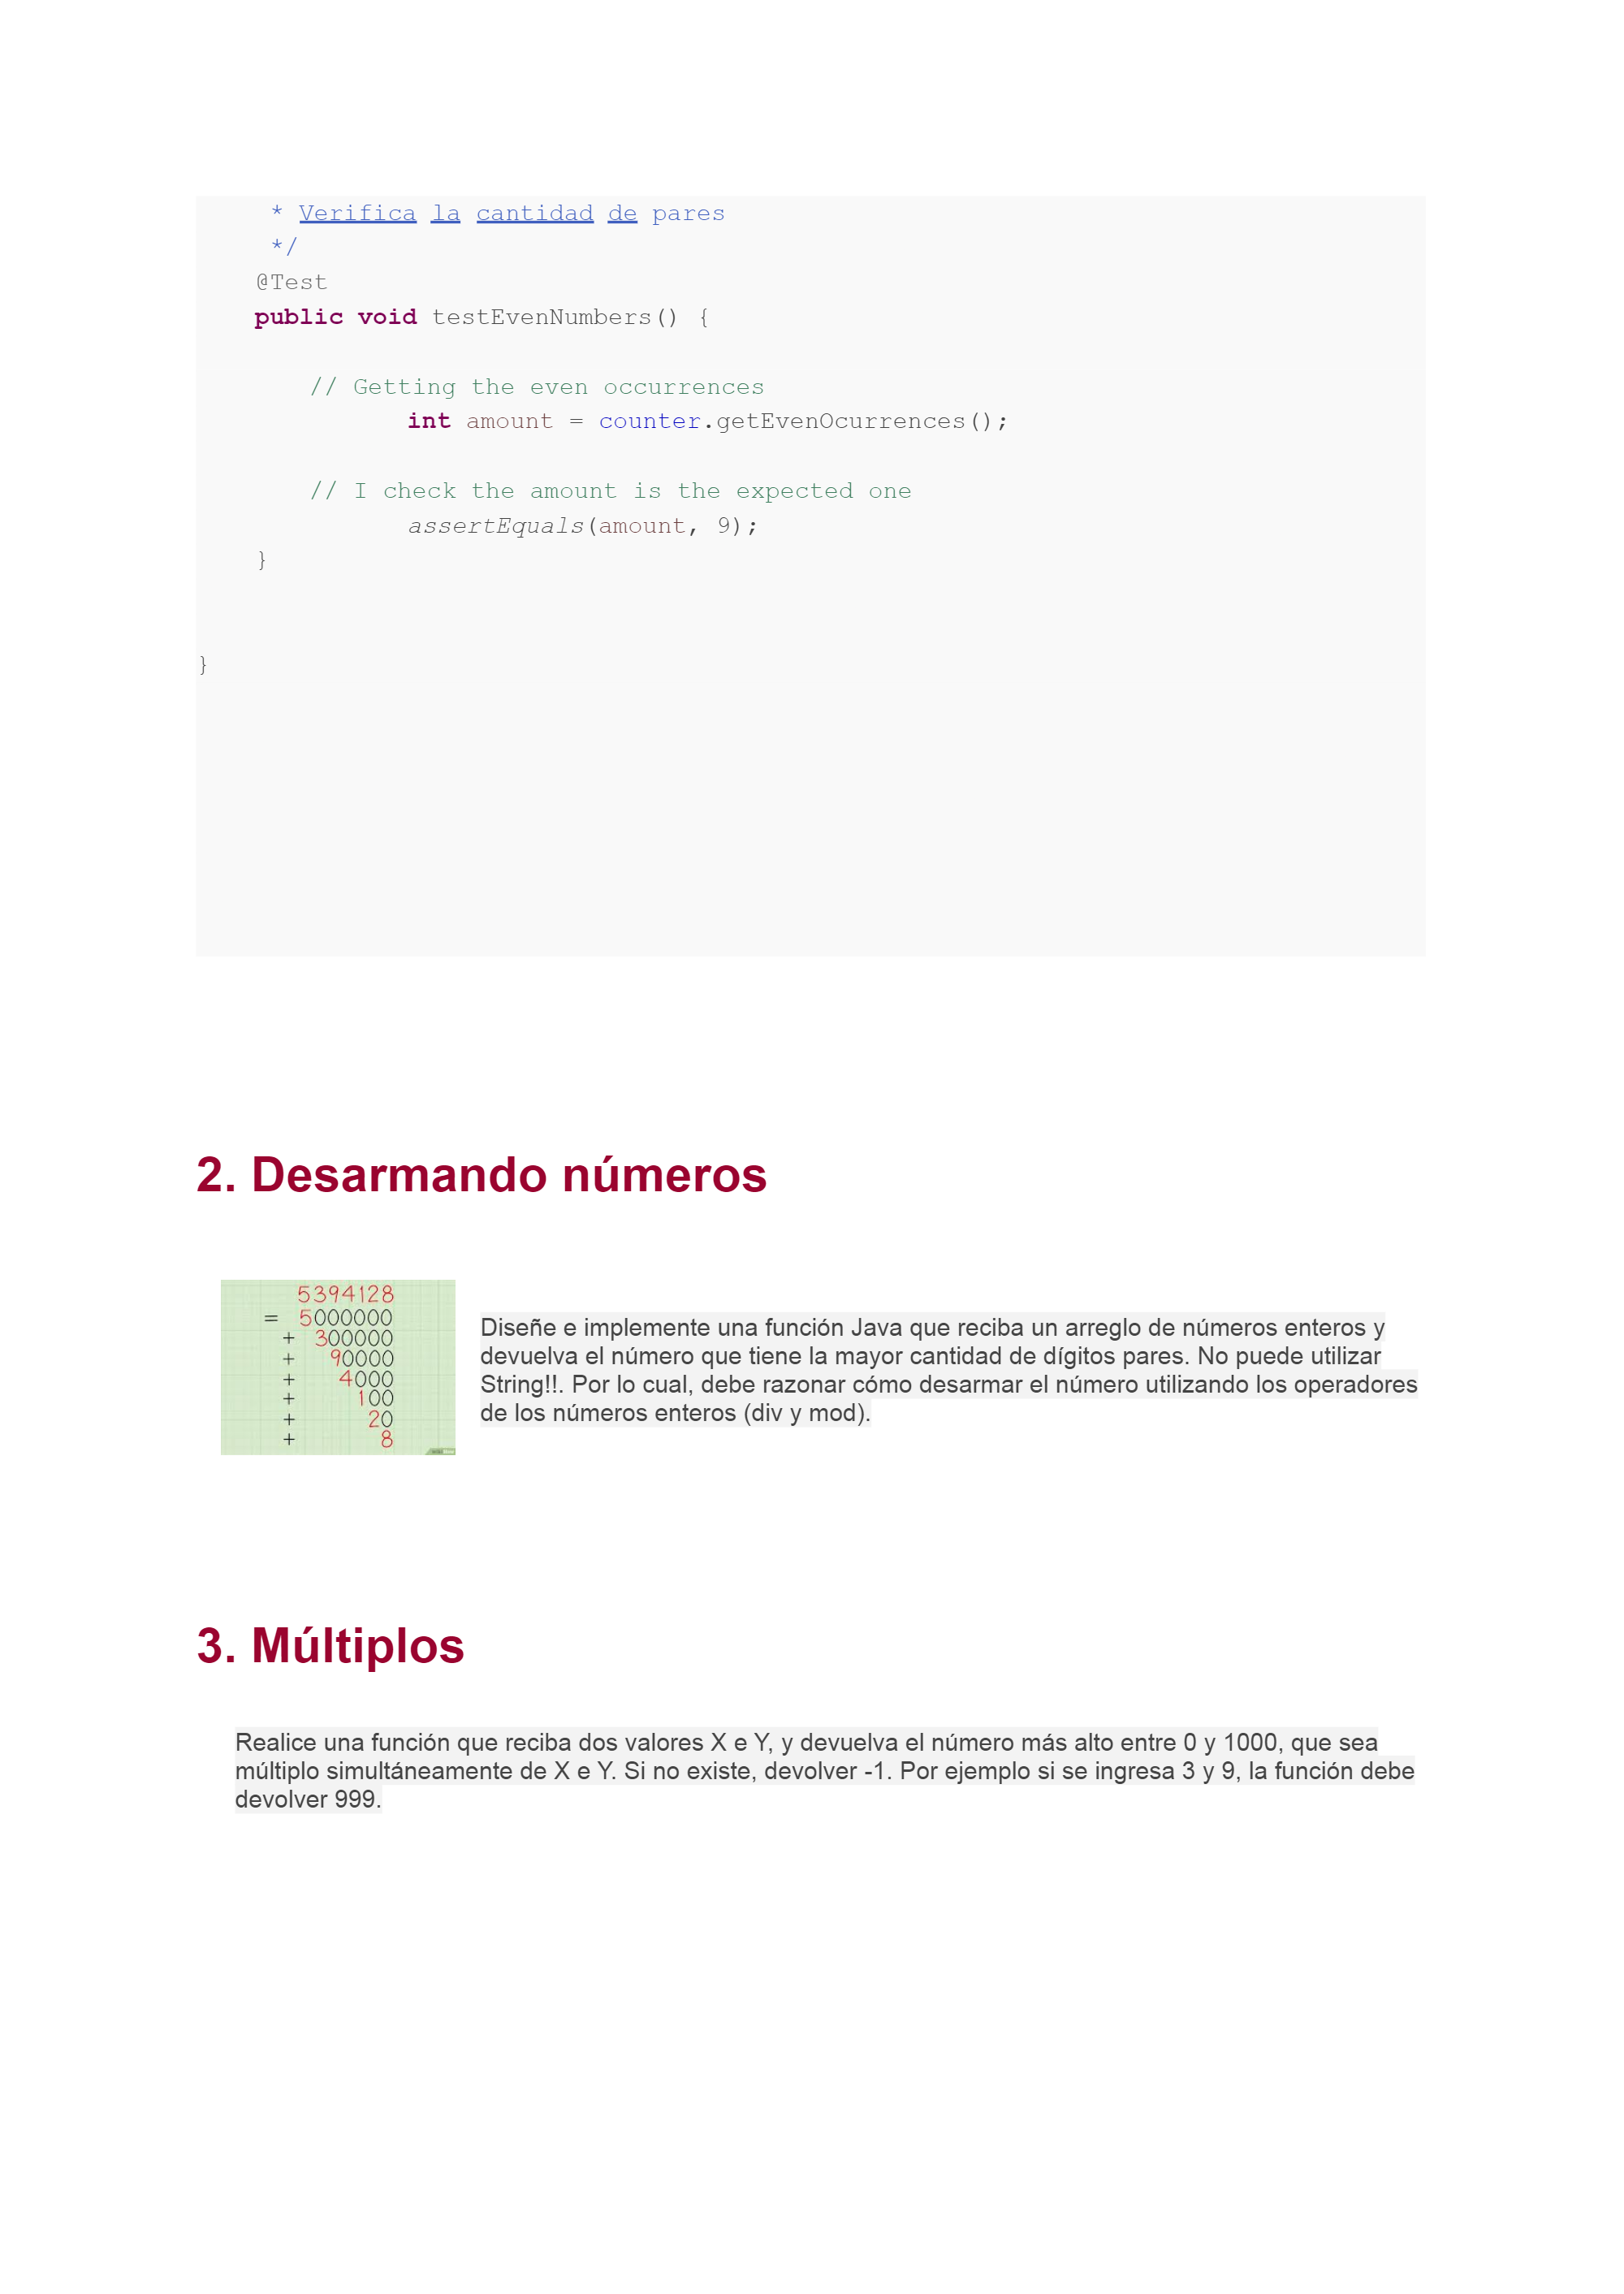 * Verifica la cantidad de pares
*/
@Test
public void testEvenNumbers() {
// Getting the even occurrences
int amount = counter.getEvenOcurrences();
// I check the amount is the expected one
assertEquals(amount, 9);
}
}
2. Desarmando números
5394128
= 5000000
+ 300000
+ 90000
+ 4000
+ 100
+ 20
+ 8
Diseñe e implemente una función Java que reciba un arreglo de números enteros y
devuelva el número que tiene la mayor cantidad de dígitos pares. No puede utilizar
String!!. Por lo cual, debe razonar cómo desarmar el número utilizando los operadores
de los números enteros (div y mod).
3. Múltiplos
Realice una función que reciba dos valores X e Y, y devuelva el número más alto entre 0 y 1000, que sea
múltiplo simultáneamente de X e Y. Si no existe, devolver -1. Por ejemplo si se ingresa 3 y 9, la función debe
devolver 999.